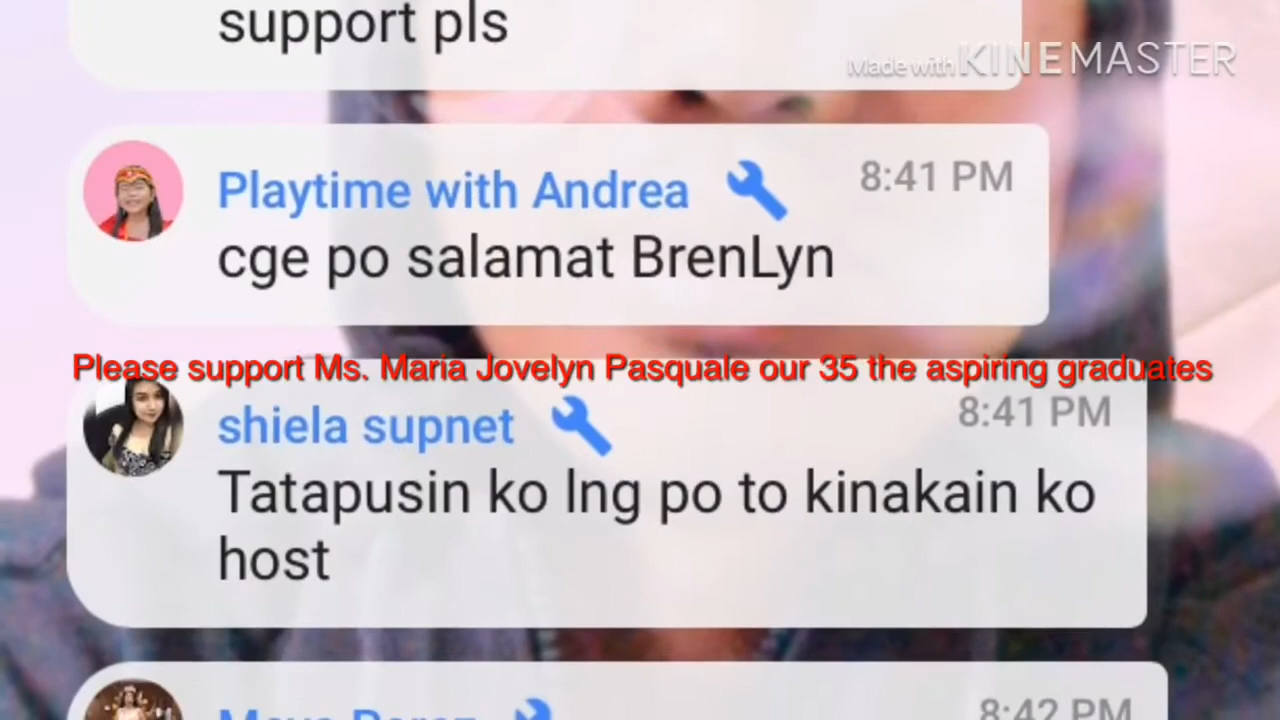 support pls
Made with KINEMASTER
Playtime with Andrea
8:41 PM
cge po salamat BrenLyn
Please support Ms. Maria Jovelyn Pasquale our 35 the aspiring graduates
shiela supnet
8:41 PM
Tatapusin ko lng po to kinakain ko
host
8:42 PM